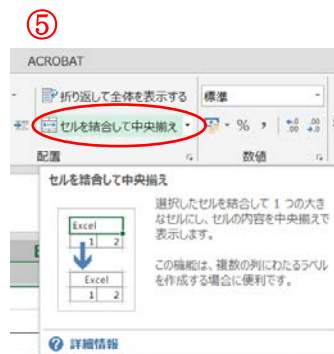 ⑤
ACROBAT
折り返して全体を表示する
標準
セルを結合して中央揃え
% ,
.0 .00
.00 .0
配置
数値
セルを結合して中央揃え
選択したセルを結合して 1 つの大き
なセルにし、セルの内容を中央揃えで
表示します。
この機能は、複数の列にわたるラベル
を作成する場合に便利です。
Excel
1 2
Excel
1 2
詳細情報